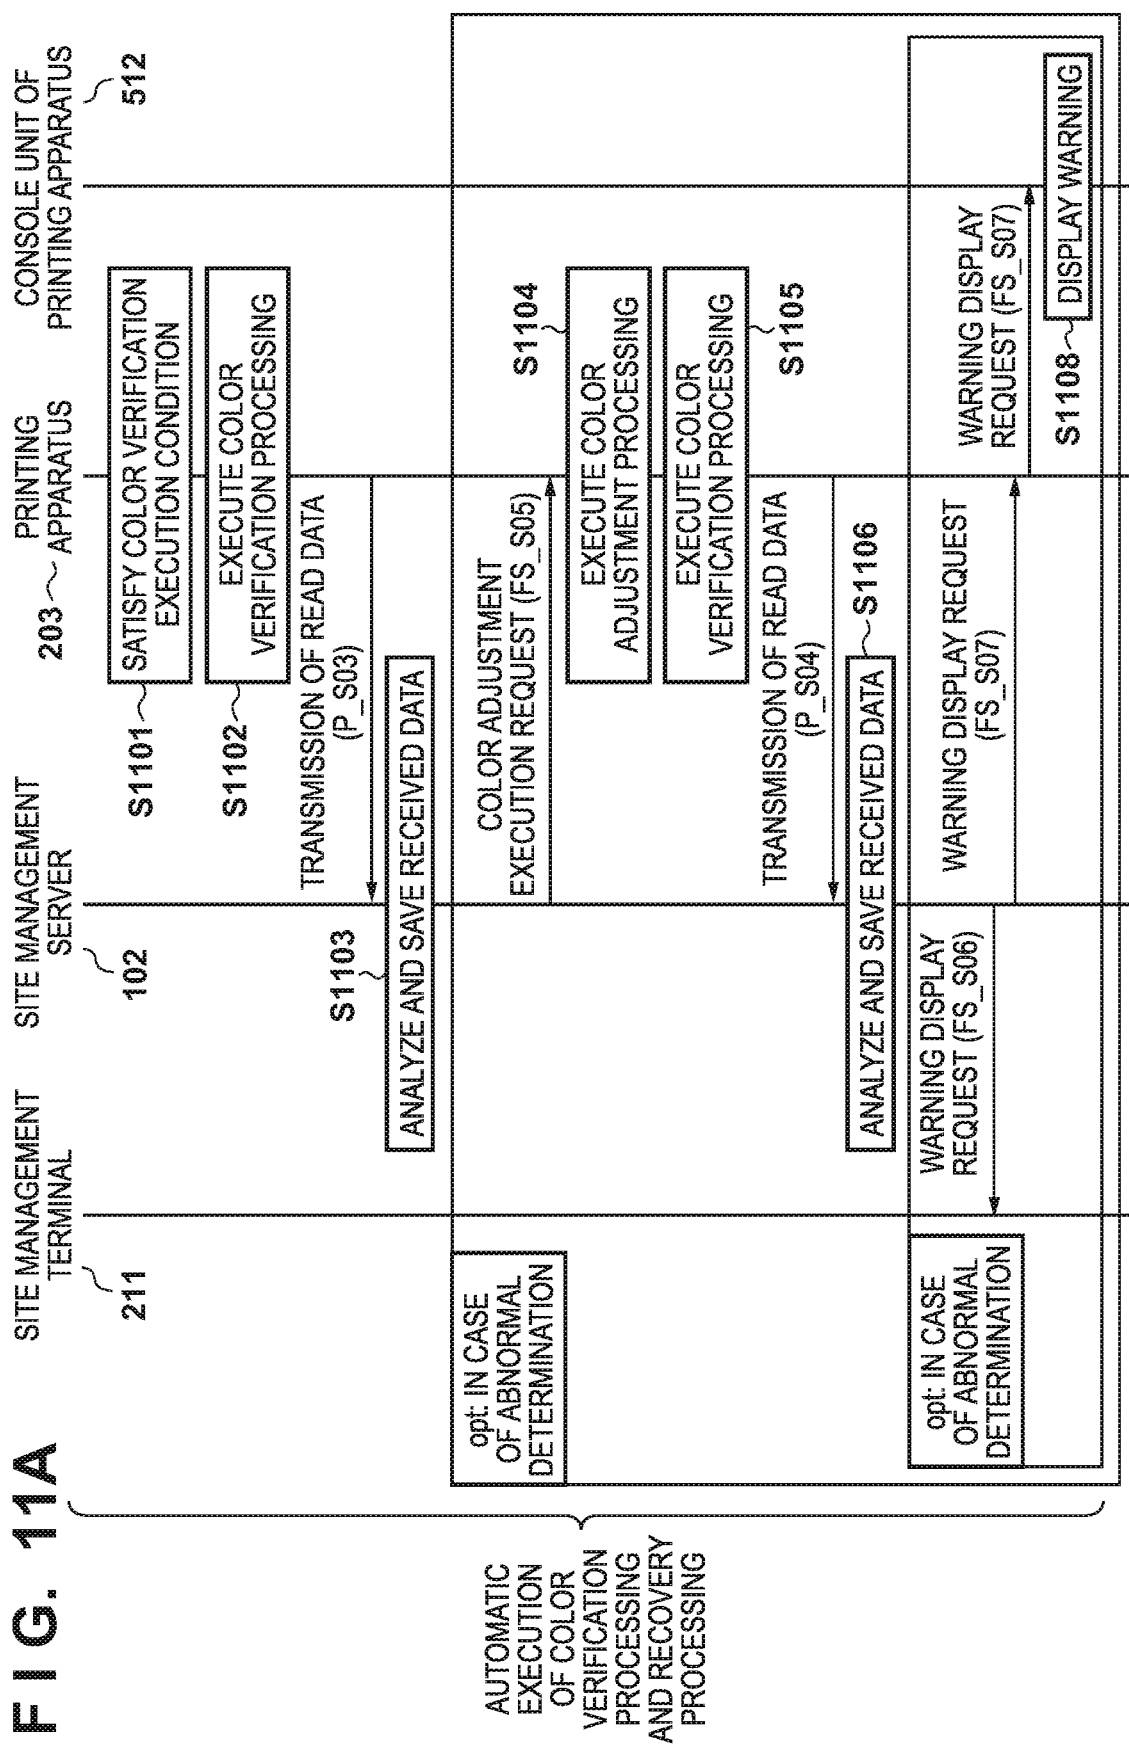 FIG. 11A
SITE MANAGEMENT
TERMINAL
211
SITE MANAGEMENT
SERVER
102
PRINTING
APPARATUS
203
CONSOLE UNIT OF
PRINTING APPARATUS
512
SATISFY COLOR VERIFICATION
EXECUTION CONDITION
S1101
EXECUTE COLOR
VERIFICATION PROCESSING
S1102
TRANSMISSION OF READ DATA
(P_S03)
S1103
ANALYZE AND SAVE RECEIVED DATA
opt: IN CASE
OF ABNORMAL
DETERMINATION
COLOR ADJUSTMENT
EXECUTION REQUEST (FS_S05)
S1104
EXECUTE COLOR
ADJUSTMENT PROCESSING
EXECUTE COLOR
VERIFICATION PROCESSING
S1105
TRANSMISSION OF READ DATA
(P_S04)
S1106
ANALYZE AND SAVE RECEIVED DATA
opt: IN CASE
OF ABNORMAL
DETERMINATION
WARNING DISPLAY
REQUEST (FS_S06)
WARNING DISPLAY REQUEST
(FS_S07)
WARNING DISPLAY
REQUEST (FS_S07)
S1108
DISPLAY WARNING
AUTOMATIC
EXECUTION
OF COLOR
VERIFICATION
PROCESSING
AND RECOVERY
PROCESSING